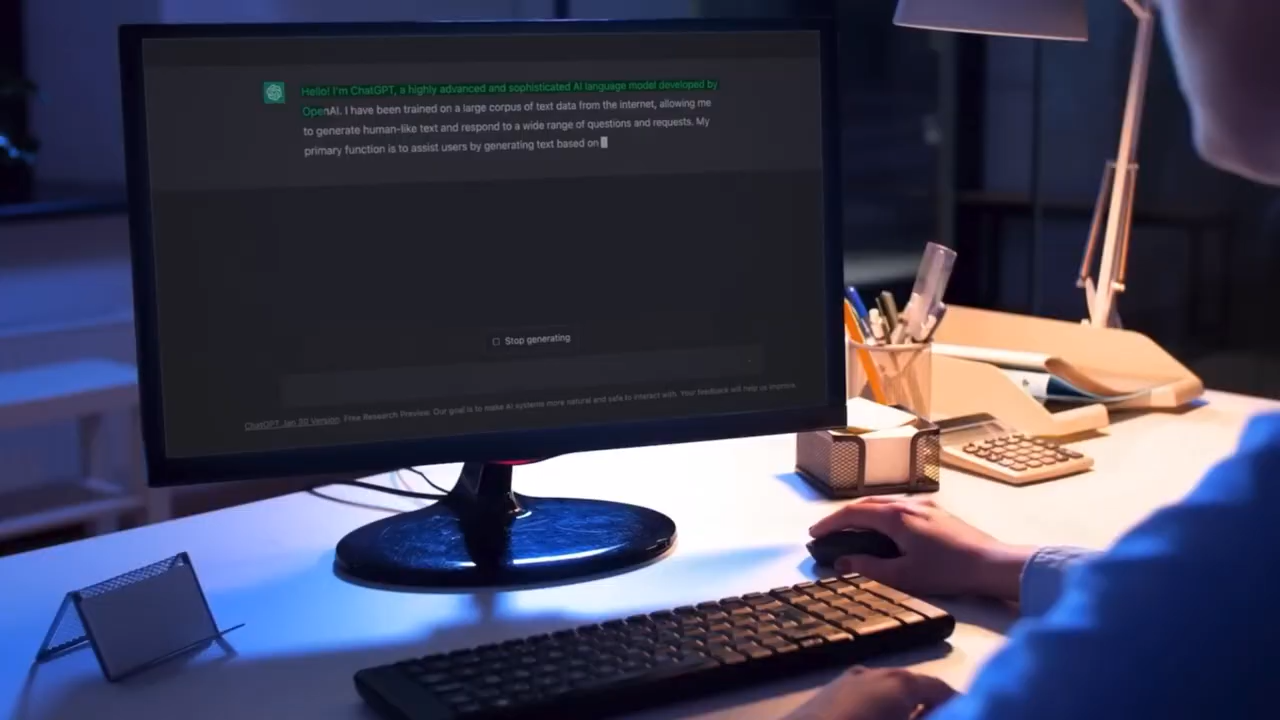 Hello! I'm ChatGPT, a highly advanced and sophisticated AI language model developed by
OpenAI. I have been trained on a large corpus of text data from the internet, allowing me
to generate human-like text and respond to a wide range of questions and requests. My
primary function is to assist users by generating text based on
Stop generating
ChatGPT Jan 30 Version. Free Research Preview. Our goal is to make AI systems more natural and safe to interact with. Your feedback will help us improve.